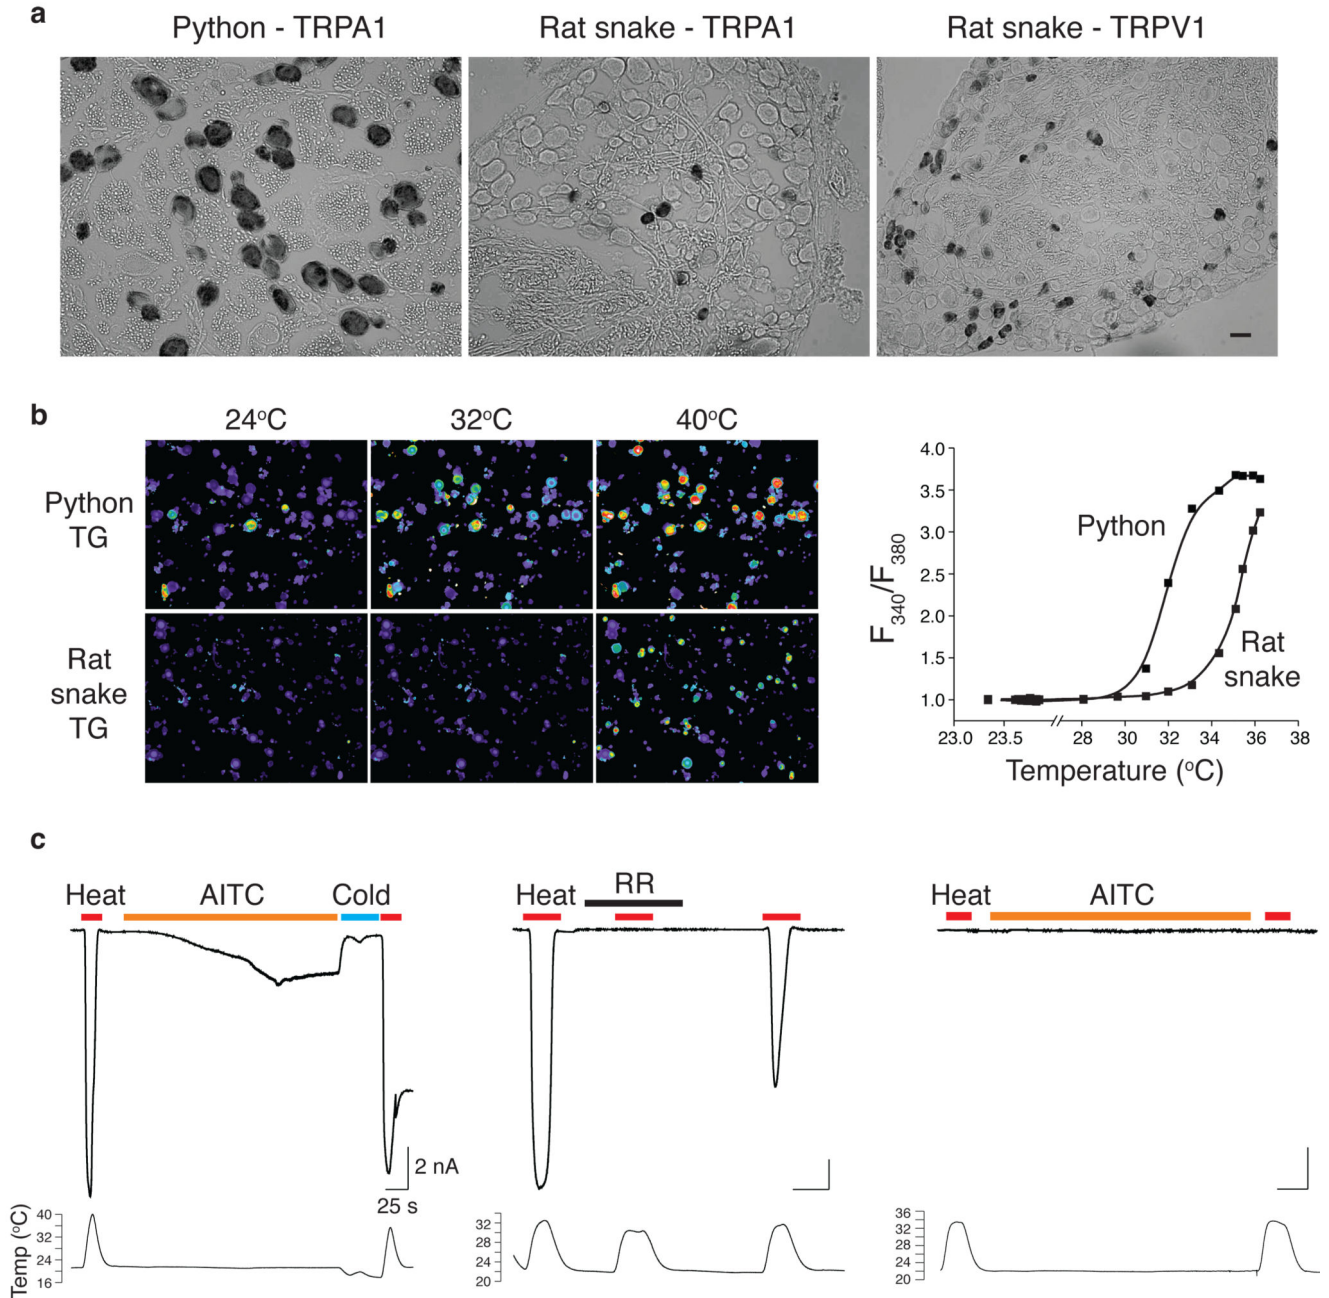 a
Python - TRPA1
Rat snake - TRPA1
Rat snake - TRPV1
b
24°C
32°C
40°C
Python
TG
Rat
snake
TG
4.0
3.5
3.0
2.5
2.0
1.5
1.0
F340/F380
Python
Rat
snake
23.0 23.5 28 30 32 34 36 38
Temperature (°C)
c
Heat AITC Cold
2 nA
25 s
Temp (°C)
40
32
24
16
Heat RR
32
28
24
20
Heat AITC
36
32
28
24
20